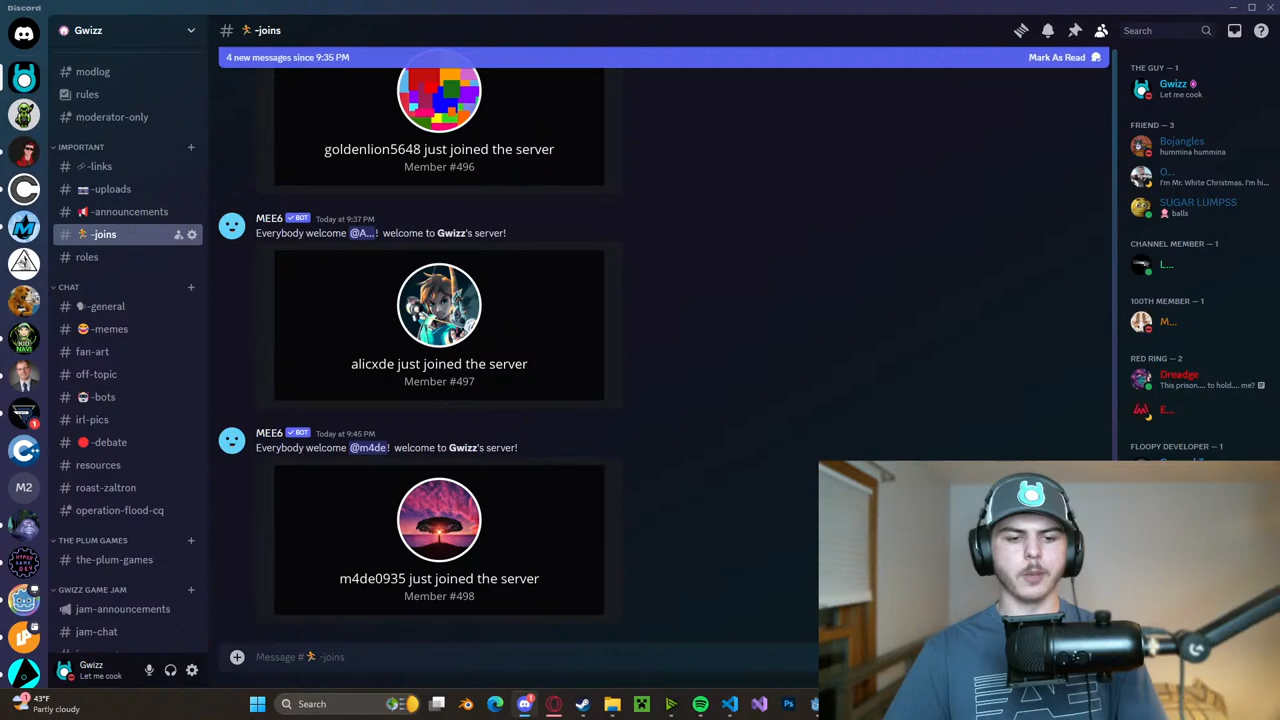 Discord
Gwizz
-joins
Search
4 new messages since 9:35 PM
Mark As Read
modlog
rules
moderator-only
IMPORTANT
-links
-uploads
-announcements
-joins
roles
CHAT
-general
-memes
fan-art
off-topic
-bots
irl-pics
-debate
resources
roast-zaltron
operation-flood-cq
THE PLUM GAMES
the-plum-games
GWIZZ GAME JAM
jam-announcements
jam-chat
Gwizz
Let me cook
M2
1
goldenlion5648 just joined the server
Member #496
MEE6 BOT Today at 9:37 PM
Everybody welcome @A...! welcome to Gwizz's server!
alicxde just joined the server
Member #497
MEE6 BOT Today at 9:45 PM
Everybody welcome @m4de! welcome to Gwizz's server!
m4de0935 just joined the server
Member #498
Message # -joins
THE GUY — 1
Gwizz
Let me cook
FRIEND — 3
Bojangles
hummina hummina
O...
I'm Mr. White Christmas. I'm hi...
SUGAR LUMPSS
balls
CHANNEL MEMBER — 1
L...
100TH MEMBER — 1
M...
RED RING — 2
Dreadge
This prison.... to hold.... me?
E...
FLOOPY DEVELOPER — 1
43°F
Partly cloudy
Search